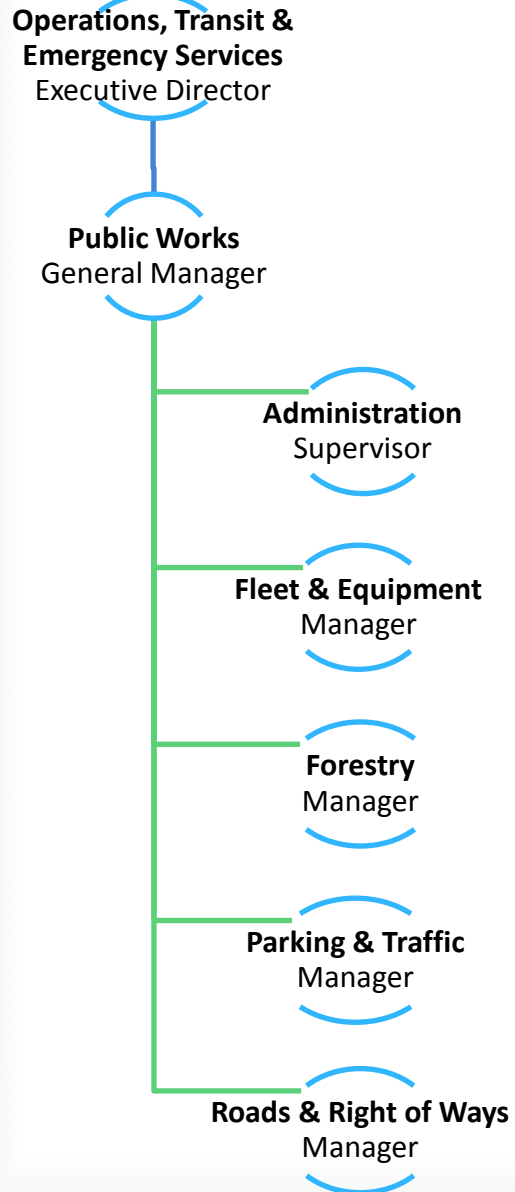 Operations, Transit &
Emergency Services
Executive Director
Public Works
General Manager
Administration
Supervisor
Fleet & Equipment
Manager
Forestry
Manager
Parking & Traffic
Manager
Roads & Right of Ways
Manager